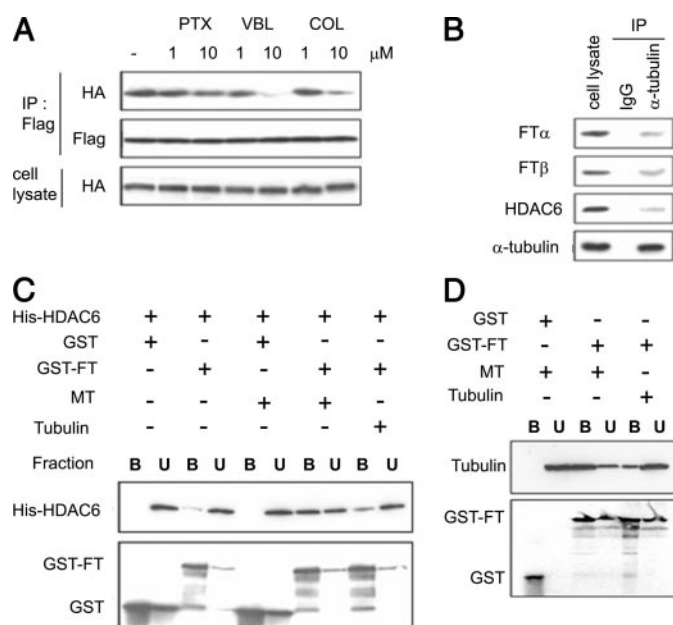 A
PTX VBL COL
- 1 10 1 10 1 10 μM
IP :
Flag
HA
Flag
cell
lysate
HA
B
IP
cell lysate
IgG
α-tubulin
FTα
FTβ
HDAC6
α-tubulin
C
His-HDAC6 + + + + +
GST + - + - -
GST-FT - + - + +
MT - - + + -
Tubulin - - - - +
Fraction B U B U B U B U B U
His-HDAC6
GST-FT
GST
D
GST + - -
GST-FT - + +
MT + + -
Tubulin - - +
B U B U B U
Tubulin
GST-FT
GST